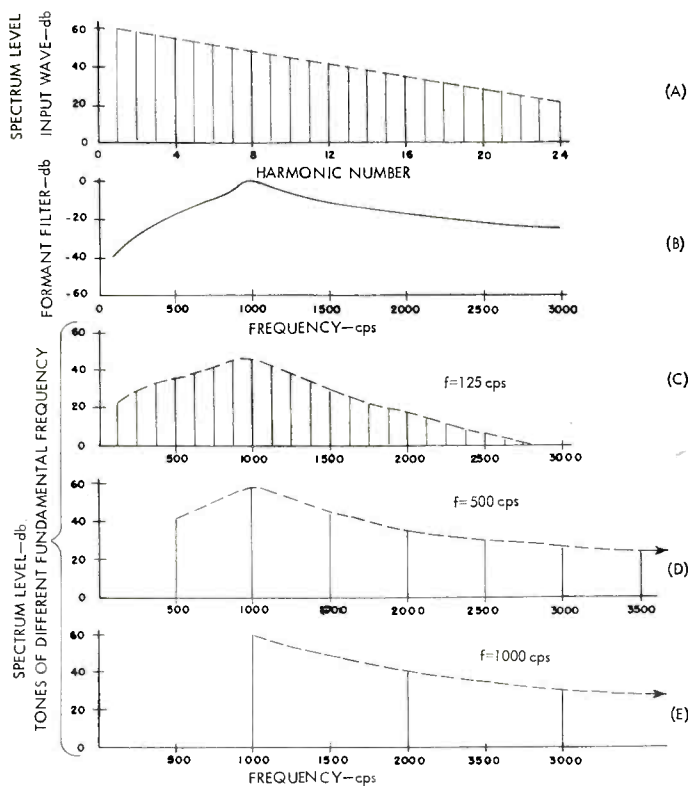 SPECTRUM LEVEL
INPUT WAVE—db
60
40
20
0
0 4 8 12 16 20 24
HARMONIC NUMBER
(A)
FORMANT FILTER—db
0
-20
-40
-60
0 500 1000 1500 2000 2500 3000
FREQUENCY—cps
(B)
SPECTRUM LEVEL—db
TONES OF DIFFERENT FUNDAMENTAL FREQUENCY
60
40
20
0
f=125 cps
500 1000 1500 2000 2500 3000
(C)
60
40
20
0
f=500 cps
500 1000 1500 2000 2500 3000 3500
(D)
60
40
20
0
f=1000 cps
900 1000 1500 2000 3500 3000
FREQUENCY—cps
(E)